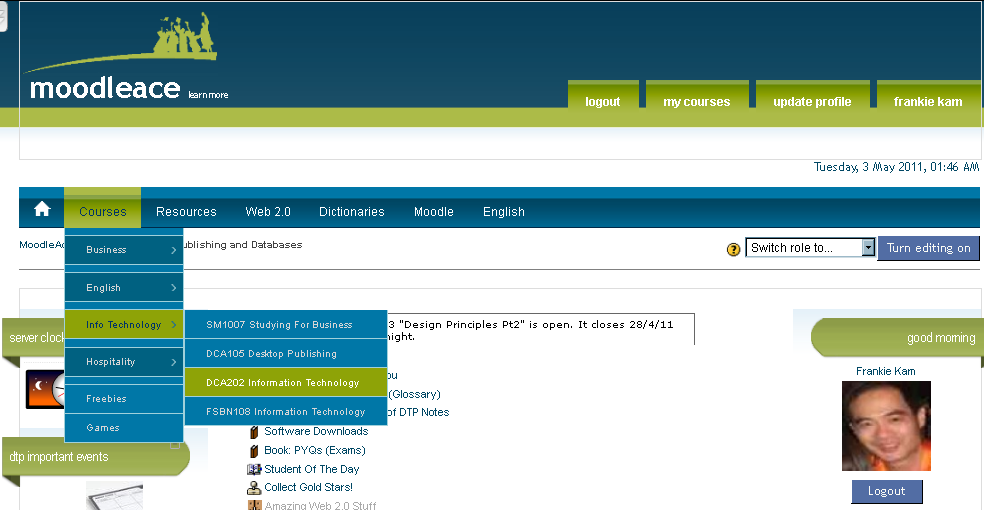 moodleace learn more
logout my courses update profile frankie kam
Tuesday, 3 May 2011, 01:46 AM
Courses Resources Web 2.0 Dictionaries Moodle English
MoodleAc ublishing and Databases
Switch role to... Turn editing on
Business
English
Info Technology
Hospitality
Freebies
Games
SM1007 Studying For Business
DCA105 Desktop Publishing
DCA202 Information Technology
FSBN108 Information Technology
3 "Design Principles Pt2" is open. It closes 28/4/11
ight.
server clock
good morning
Frankie Kam
Logout
ou
(Glossary)
of DTP Notes
Software Downloads
Book: PYQs (Exams)
Student Of The Day
Collect Gold Stars!
Amazing Web 2.0 Stuff
dtp important events